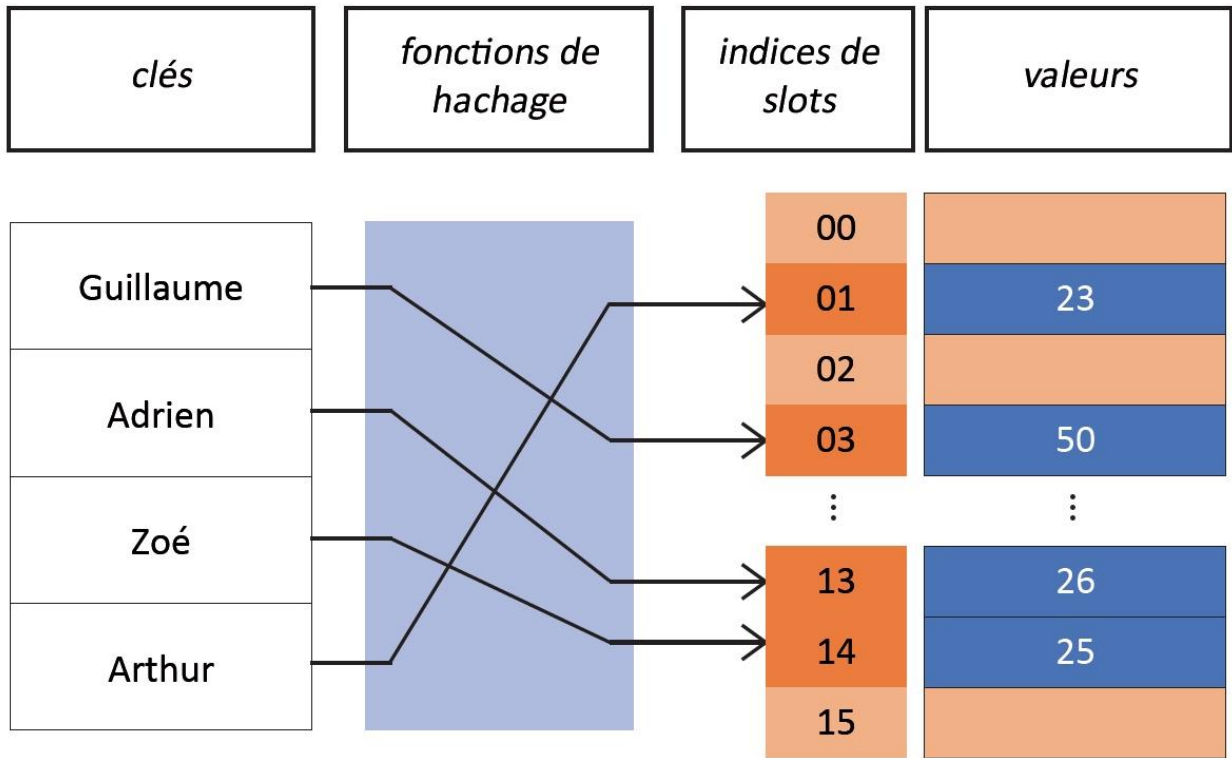 clés
fonctions de
hachage
indices de
slots
valeurs
Guillaume
Adrien
Zoé
Arthur
00
01 23
02
03 50
⋮ ⋮
13 26
14 25
15